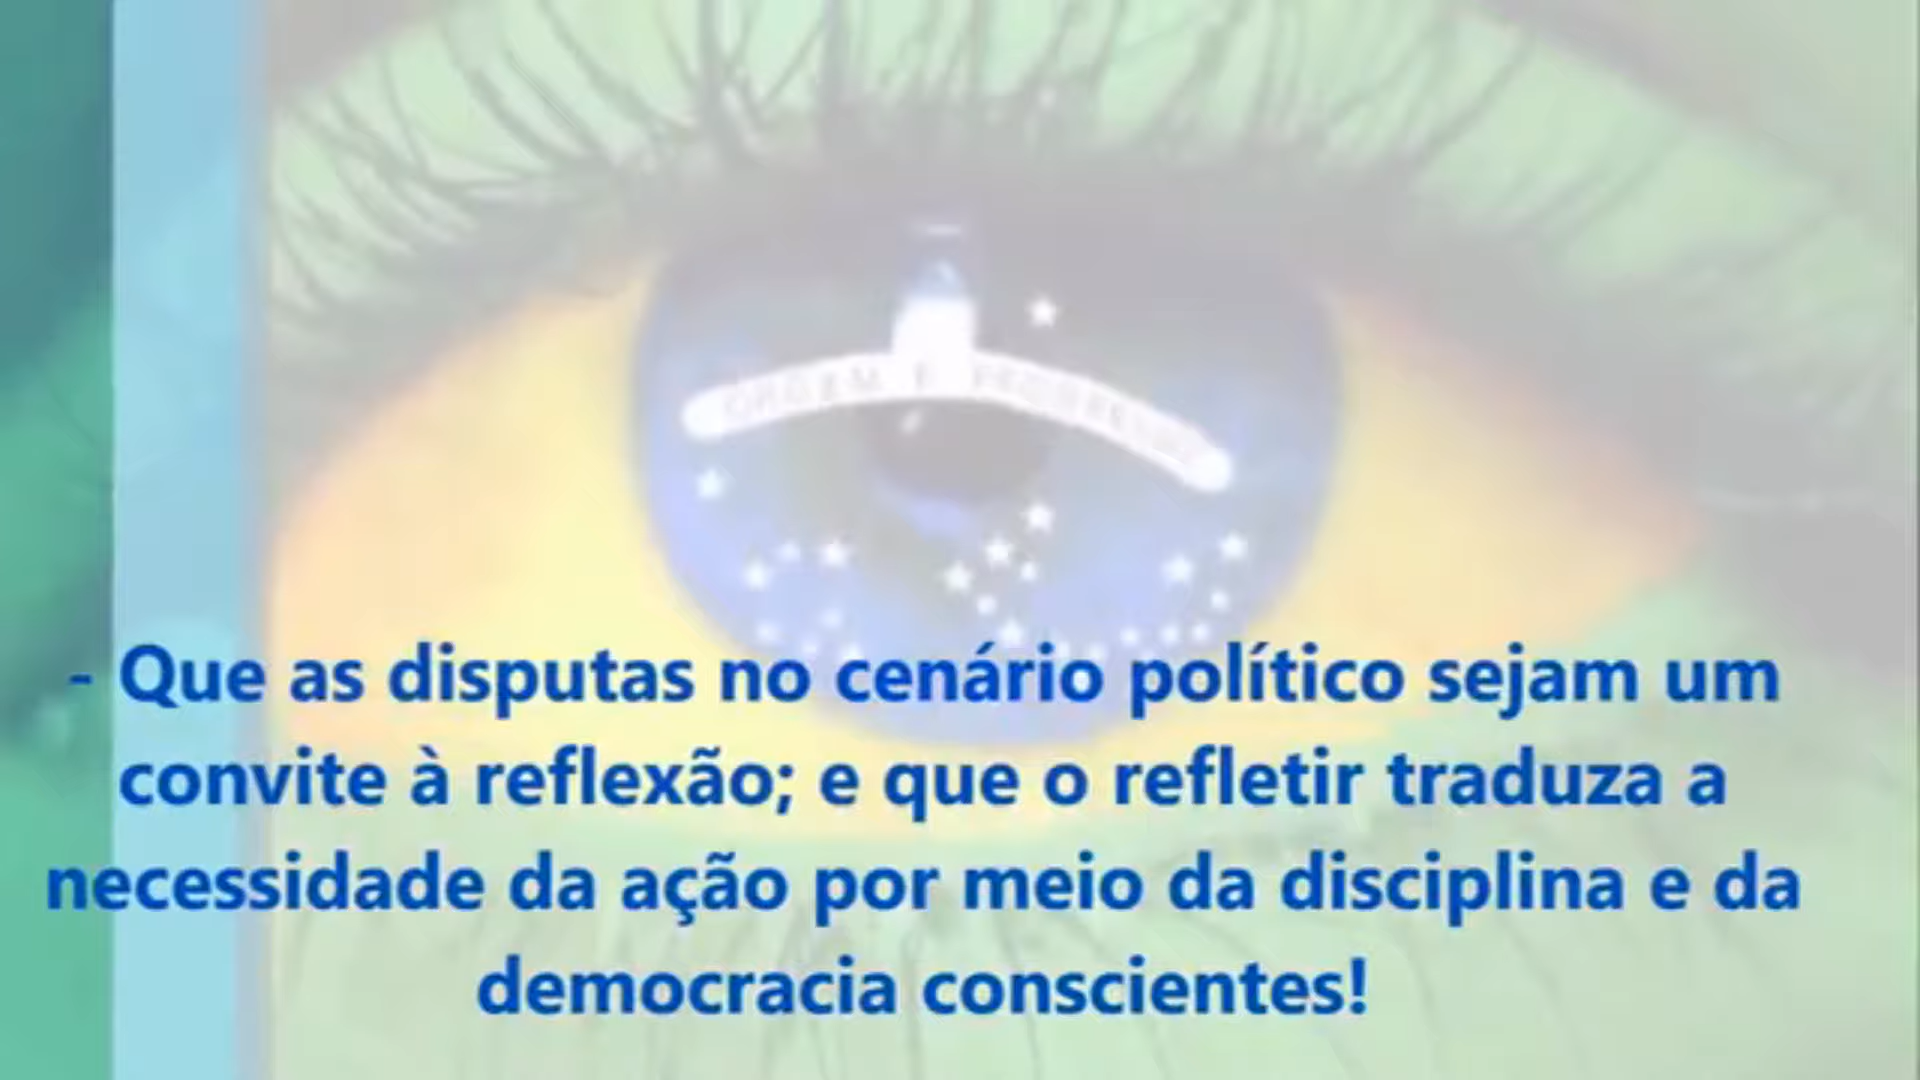 - Que as disputas no cenário político sejam um
convite à reflexão; e que o refletir traduza a
necessidade da ação por meio da disciplina e da
democracia conscientes!